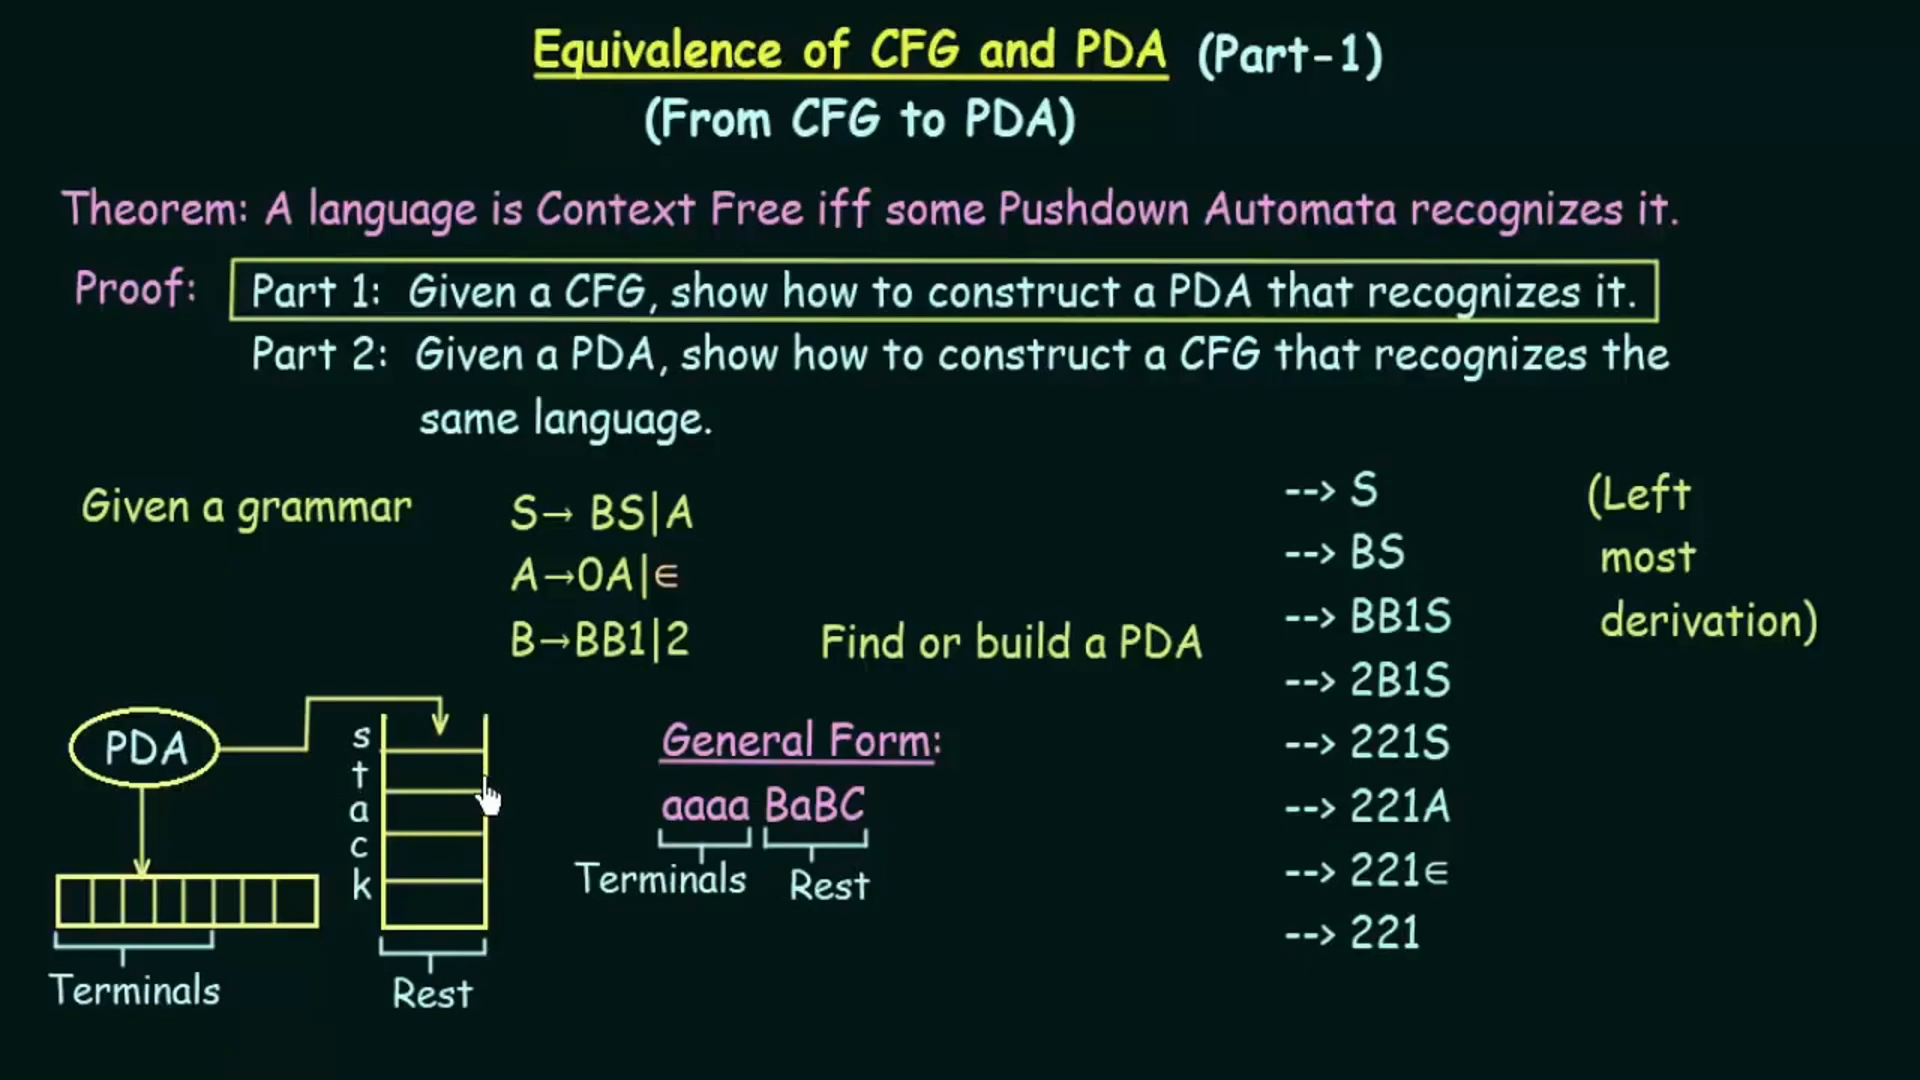 Equivalence of CFG and PDA (Part-1)
(From CFG to PDA)
Theorem: A language is Context Free iff some Pushdown Automata recognizes it.
Proof: Part 1: Given a CFG, show how to construct a PDA that recognizes it.
Part 2: Given a PDA, show how to construct a CFG that recognizes the
same language.
Given a grammar
S→ BS|A
A→0A|∈
B→BB1|2
Find or build a PDA
--> S
--> BS
--> BB1S
--> 2B1S
--> 221S
--> 221A
--> 221∈
--> 221
(Left
most
derivation)
PDA
s
t
a
c
k
Terminals
Rest
General Form:
aaaa BaBC
Terminals Rest